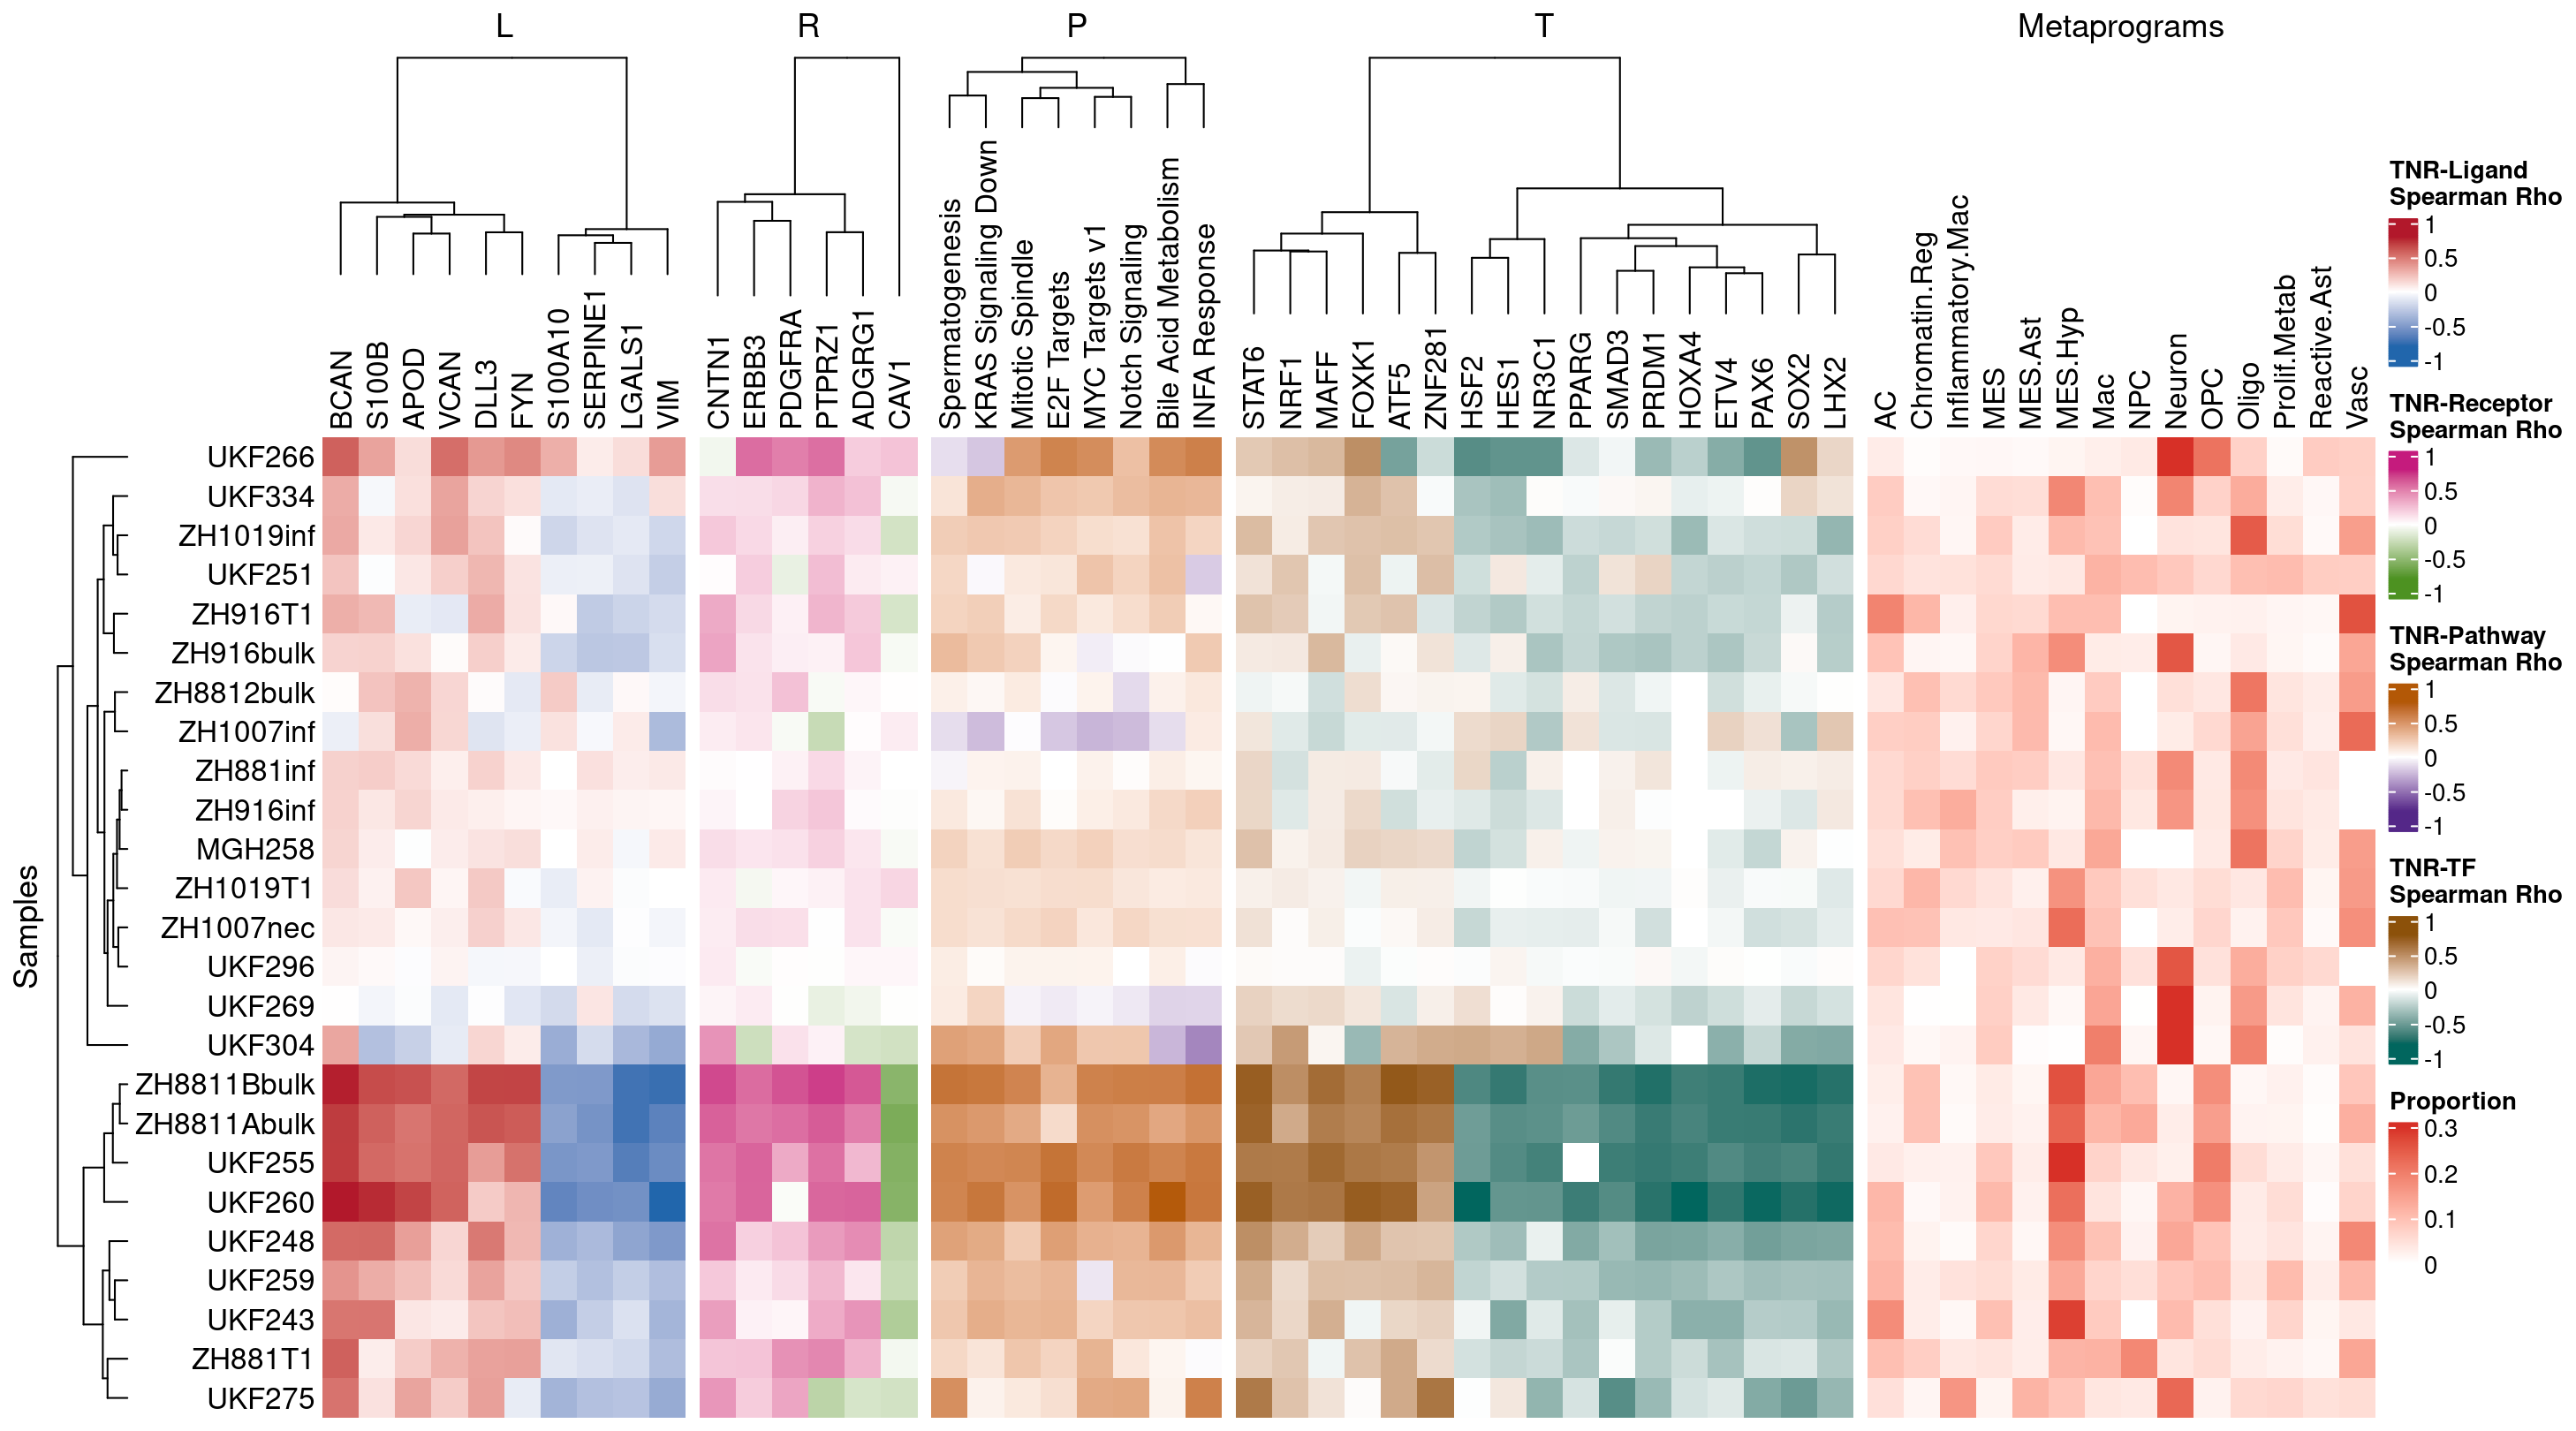 L
R
P
T
Metaprograms
BCAN
S100B
APOD
VCAN
DLL3
FYN
S100A10
SERPINE1
LGALS1
VIM
CNTN1
ERBB3
PDGFRA
PTPRZ1
ADGRG1
CAV1
Spermatogenesis
KRAS Signaling Down
Mitotic Spindle
E2F Targets
MYC Targets v1
Notch Signaling
Bile Acid Metabolism
INFA Response
STAT6
NRF1
MAFF
FOXK1
ATF5
ZNF281
HSF2
HES1
NR3C1
PPARG
SMAD3
PRDM1
HOXA4
ETV4
PAX6
SOX2
LHX2
AC
Chromatin.Reg
Inflammatory.Mac
MES
MES.Ast
MES.Hyp
Mac
NPC
Neuron
OPC
Oligo
Prolif.Metab
Reactive.Ast
Vasc
Samples
UKF266
UKF334
ZH1019inf
UKF251
ZH916T1
ZH916bulk
ZH8812bulk
ZH1007inf
ZH881inf
ZH916inf
MGH258
ZH1019T1
ZH1007nec
UKF296
UKF269
UKF304
ZH8811Bbulk
ZH8811Abulk
UKF255
UKF260
UKF248
UKF259
UKF243
ZH881T1
UKF275
TNR-Ligand
Spearman Rho
1
0.5
0
-0.5
-1
TNR-Receptor
Spearman Rho
1
0.5
0
-0.5
-1
TNR-Pathway
Spearman Rho
1
0.5
0
-0.5
-1
TNR-TF
Spearman Rho
1
0.5
0
-0.5
-1
Proportion
0.3
0.2
0.1
0